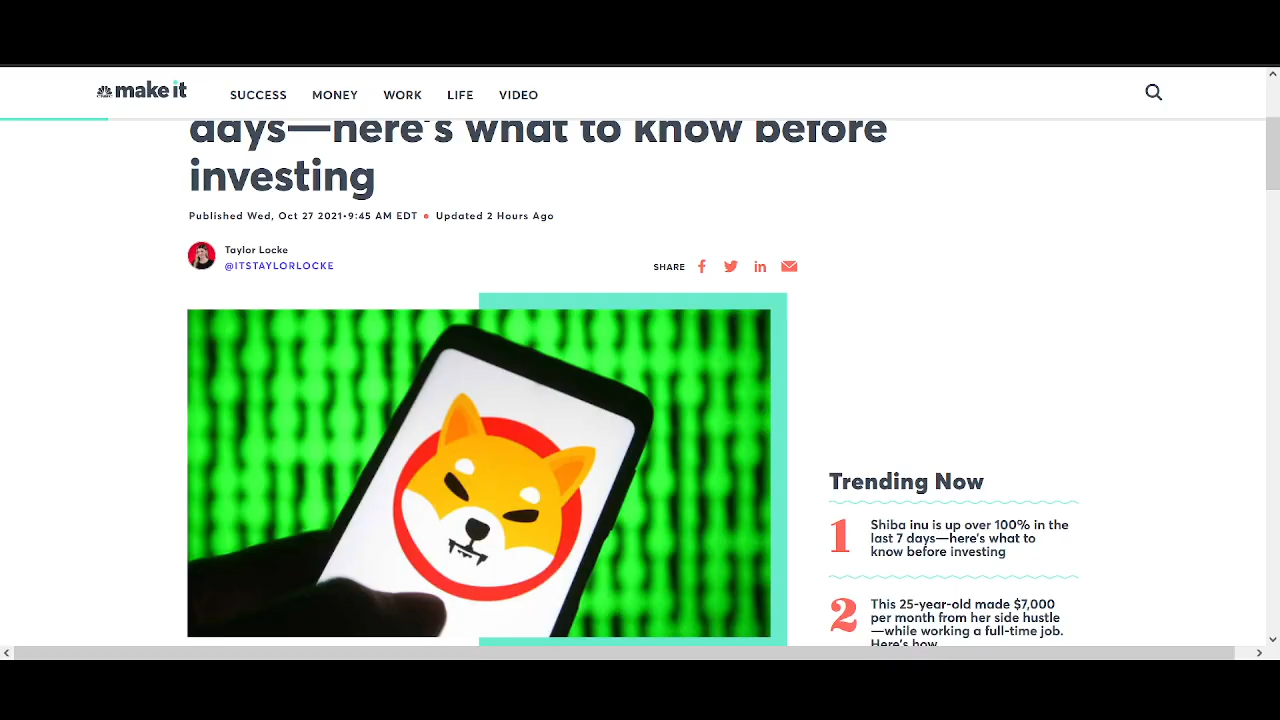 make it
SUCCESS MONEY WORK LIFE VIDEO
days—here's what to know before
investing
Published Wed, Oct 27 2021•9:45 AM EDT • Updated 2 Hours Ago
Taylor Locke
@ITSTAYLORLOCKE
SHARE
Trending Now
1
Shiba inu is up over 100% in the
last 7 days—here's what to
know before investing
2
This 25-year-old made $7,000
per month from her side hustle
—while working a full-time job.
Here's how